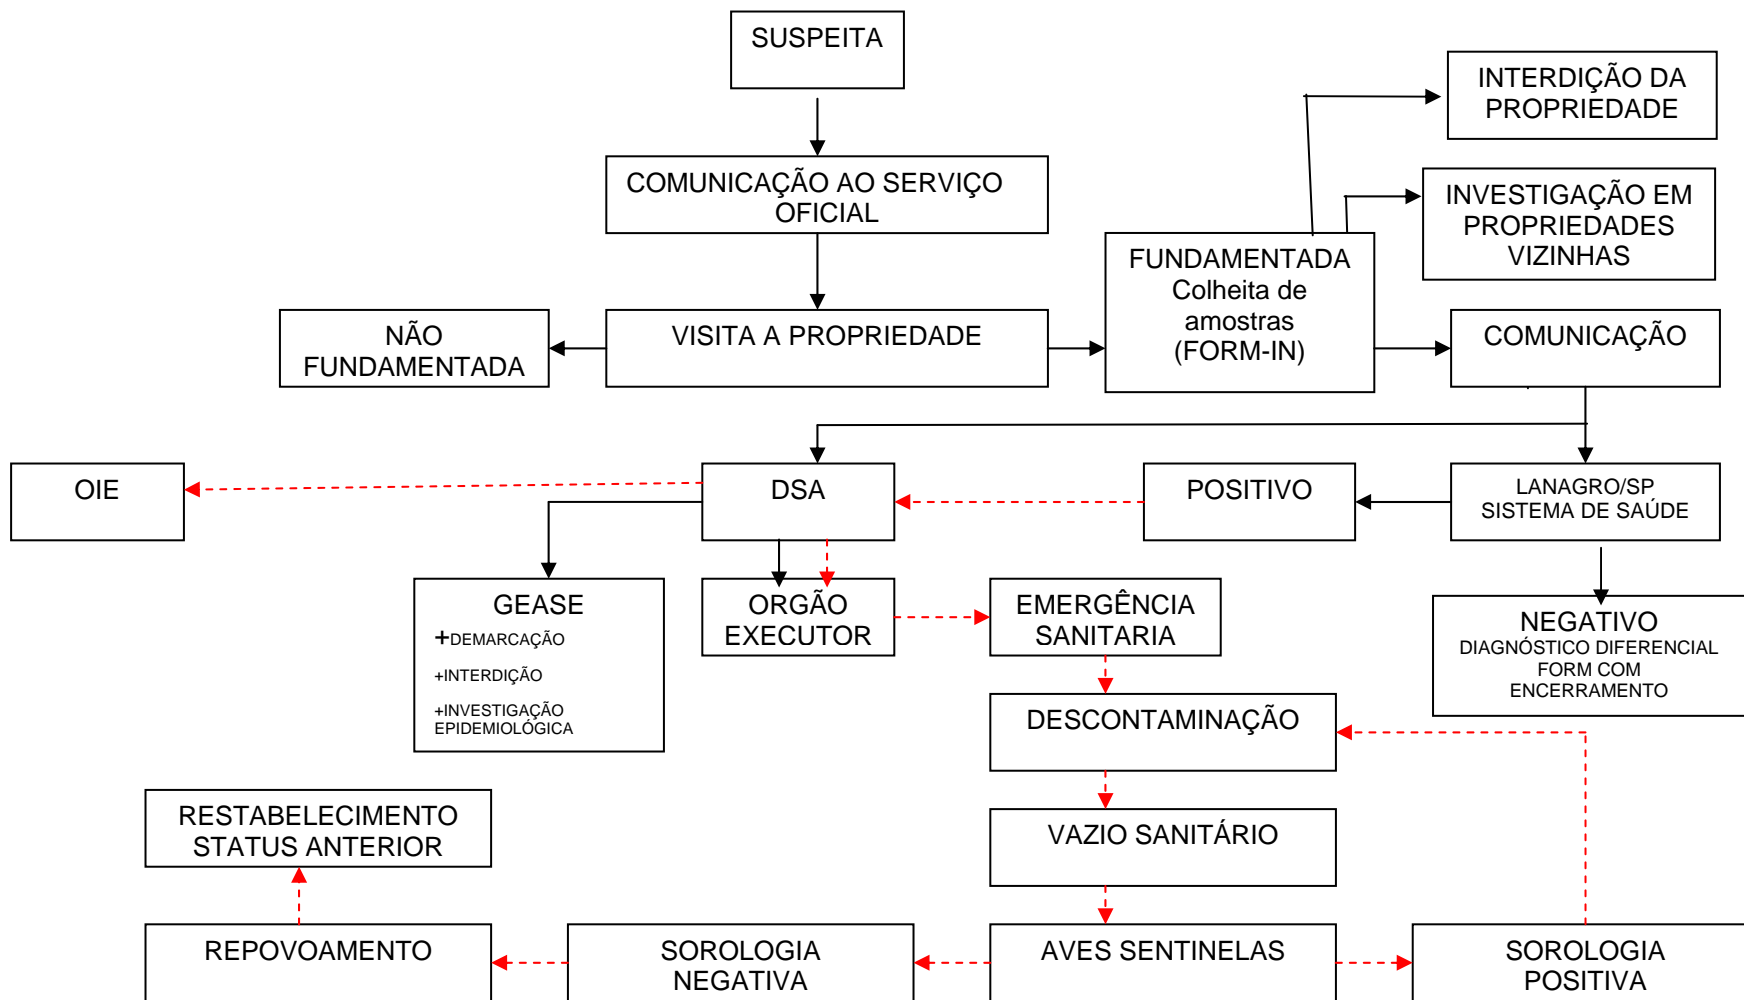 SUSPEITA
INTERDIÇÃO DA
PROPRIEDADE
COMUNICAÇÃO AO SERVIÇO
OFICIAL
INVESTIGAÇÃO EM
PROPRIEDADES
VIZINHAS
FUNDAMENTADA
Colheita de
amostras
(FORM-IN)
NÃO
FUNDAMENTADA
VISITA A PROPRIEDADE
COMUNICAÇÃO
OIE
DSA
POSITIVO
LANAGRO/SP
SISTEMA DE SAÚDE
GEASE
+DEMARCAÇÃO
+INTERDIÇÃO
+INVESTIGAÇÃO
EPIDEMIOLÓGICA
ORGÃO
EXECUTOR
EMERGÊNCIA
SANITARIA
NEGATIVO
DIAGNÓSTICO DIFERENCIAL
FORM COM
ENCERRAMENTO
DESCONTAMINAÇÃO
RESTABELECIMENTO
STATUS ANTERIOR
VAZIO SANITÁRIO
REPOVOAMENTO
SOROLOGIA
NEGATIVA
AVES SENTINELAS
SOROLOGIA
POSITIVA